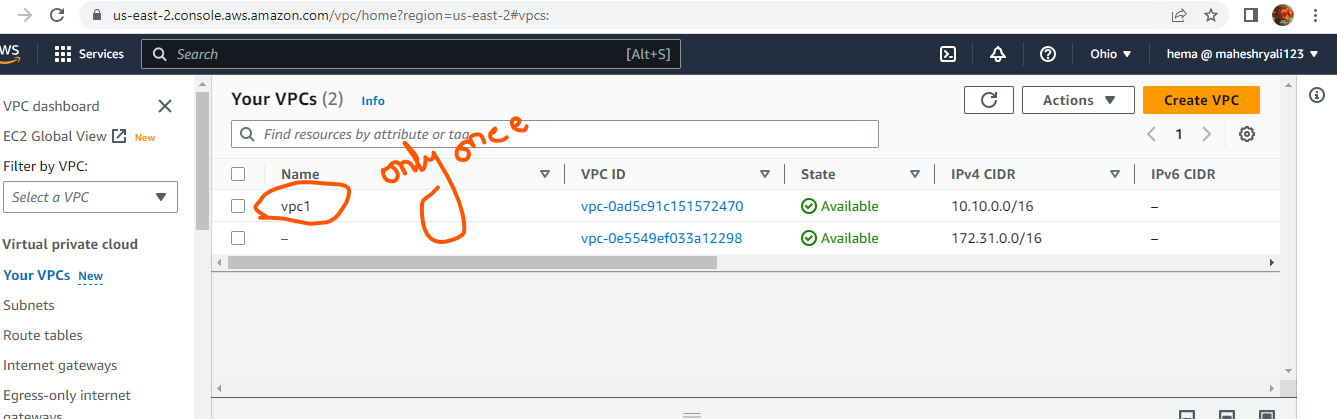 us-east-2.console.aws.amazon.com/vpc/home?region=us-east-2#vpcs:
Services
Search
[Alt+S]
Ohio
hema @ maheshryali123
VPC dashboard
EC2 Global View
New
Filter by VPC:
Select a VPC
Virtual private cloud
Your VPCs
New
Subnets
Route tables
Internet gateways
Egress-only internet
gateways
Your VPCs (2)
Info
Actions
Create VPC
Find resources by attribute or tag
1
only once
Name
VPC ID
State
IPv4 CIDR
IPv6 CIDR
vpc1
vpc-0ad5c91c151572470
Available
10.10.0.0/16
–
–
vpc-0e5549ef033a12298
Available
172.31.0.0/16
–